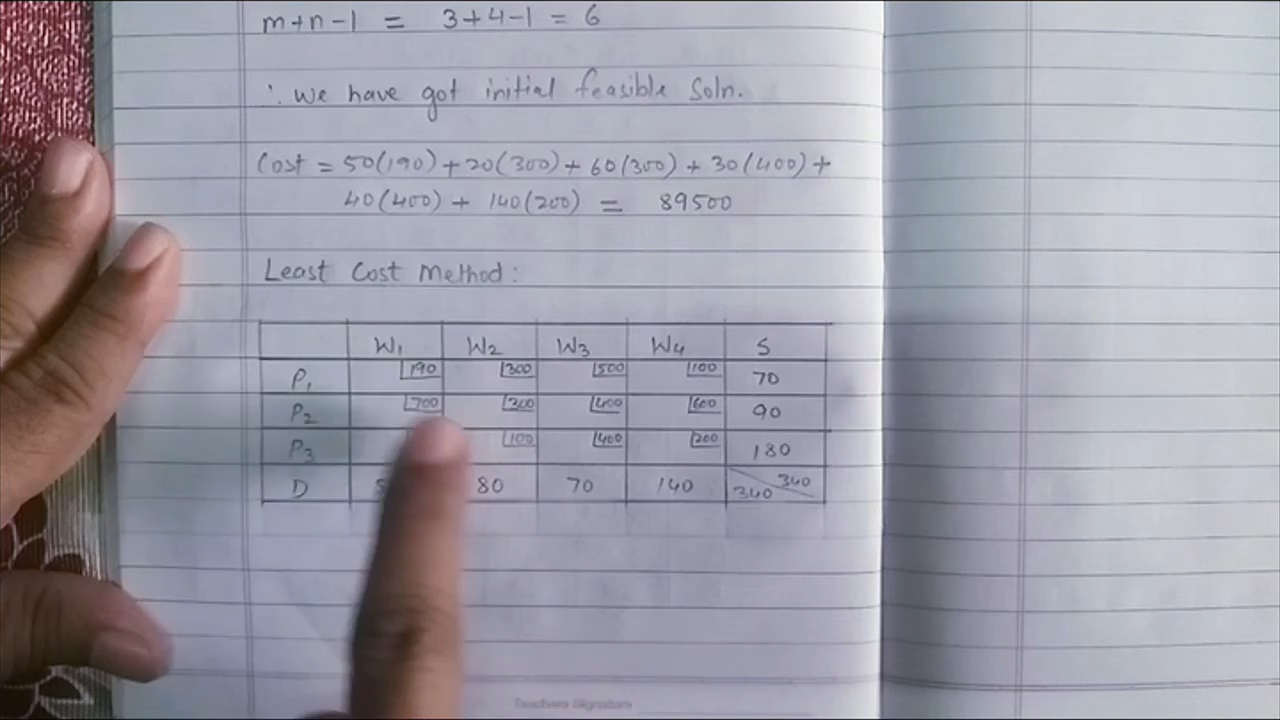 m+n-1 = 3+4-1 = 6
∴ We have got initial feasible Soln.
Cost = 50(190) + 20(300) + 60(300) + 30(400) +
40(400) + 140(200) = 89500
Least Cost Method:
W1 W2 W3 W4 S
P1 190 300 500 100 70
P2 700 300 400 600 90
P3 100 400 200 180
D 80 70 140 340 340
Teachers Signature